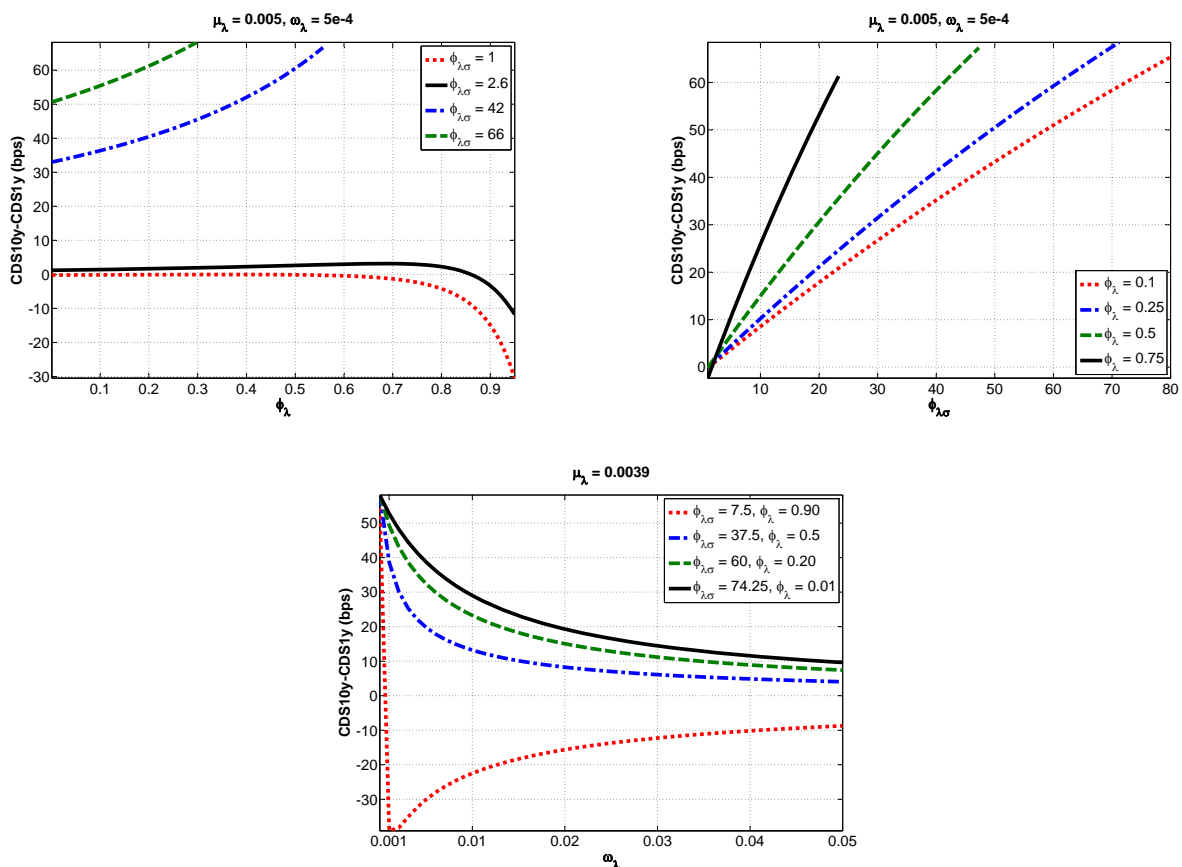 μλ = 0.005, ωλ = 5e-4
60
50
40
30
20
10
0
-10
-20
-30
CDS10y-CDS1y (bps)
0.1 0.2 0.3 0.4 0.5 0.6 0.7 0.8 0.9
ϕλ
ϕλσ = 1
ϕλσ = 2.6
ϕλσ = 42
ϕλσ = 66
μλ = 0.005, ωλ = 5e-4
60
50
40
30
20
10
0
CDS10y-CDS1y (bps)
10 20 30 40 50 60 70 80
ϕλσ
ϕλ = 0.1
ϕλ = 0.25
ϕλ = 0.5
ϕλ = 0.75
μλ = 0.0039
50
40
30
20
10
0
-10
-20
-30
CDS10y-CDS1y (bps)
0.001 0.01 0.02 0.03 0.04 0.05
ωλ
ϕλσ = 7.5, ϕλ = 0.90
ϕλσ = 37.5, ϕλ = 0.5
ϕλσ = 60, ϕλ = 0.20
ϕλσ = 74.25, ϕλ = 0.01